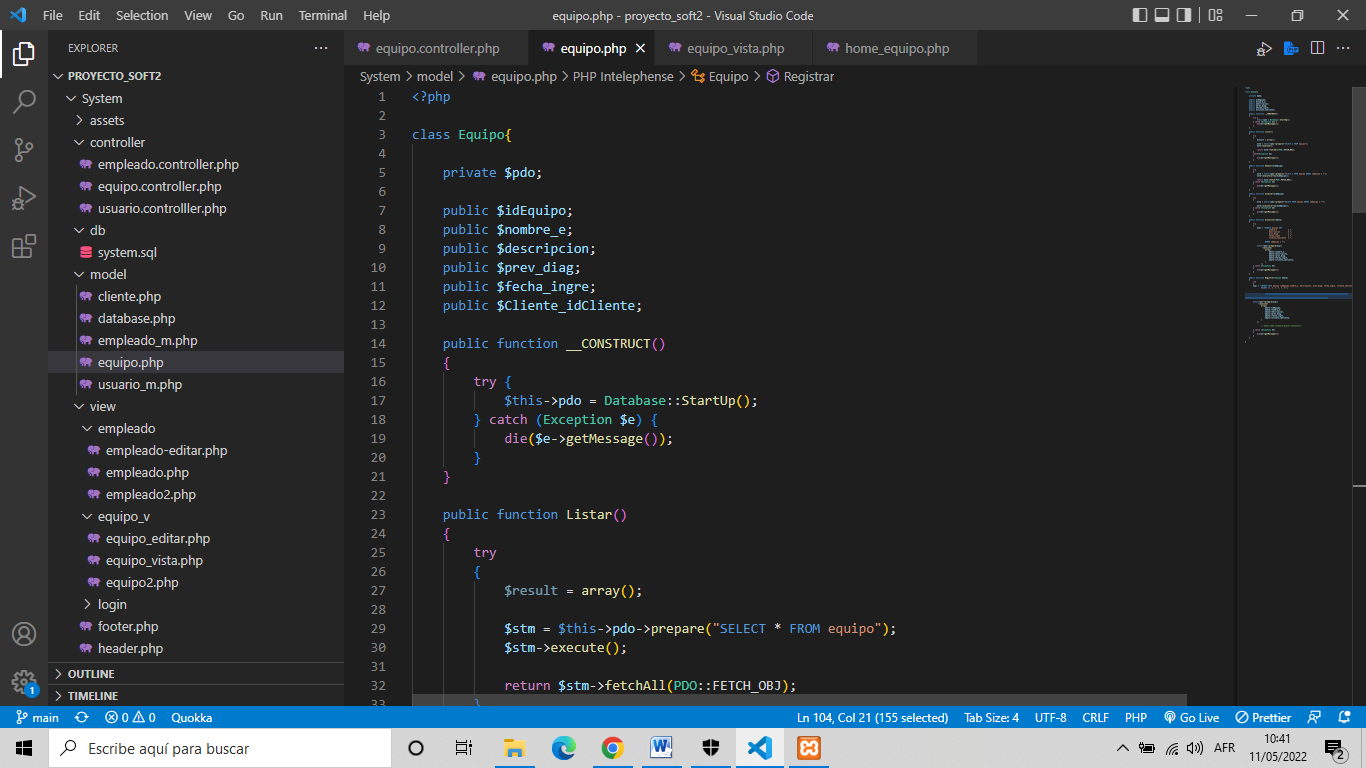 File Edit Selection View Go Run Terminal Help equipo.php - proyecto_soft2 - Visual Studio Code
EXPLORER
PROYECTO_SOFT2
System
assets
controller
empleado.controller.php
equipo.controller.php
usuario.controlller.php
db
system.sql
model
cliente.php
database.php
empleado_m.php
equipo.php
usuario_m.php
view
empleado
empleado-editar.php
empleado.php
empleado2.php
equipo_v
equipo_editar.php
equipo_vista.php
equipo2.php
login
footer.php
header.php
OUTLINE
TIMELINE
1
equipo.controller.php equipo.php equipo_vista.php home_equipo.php
System > model > equipo.php > PHP Intelephense > Equipo > Registrar
1 <?php
2
3 class Equipo{
4
5 private $pdo;
6
7 public $idEquipo;
8 public $nombre_e;
9 public $descripcion;
10 public $prev_diag;
11 public $fecha_ingre;
12 public $Cliente_idCliente;
13
14 public function __CONSTRUCT()
15 {
16 try {
17 $this->pdo = Database::StartUp();
18 } catch (Exception $e) {
19 die($e->getMessage());
20 }
21 }
22
23 public function Listar()
24 {
25 try
26 {
27 $result = array();
28
29 $stm = $this->pdo->prepare("SELECT * FROM equipo");
30 $stm->execute();
31
32 return $stm->fetchAll(PDO::FETCH_OBJ);
33 }
main 0 0 Quokka Ln 104, Col 21 (155 selected) Tab Size: 4 UTF-8 CRLF PHP Go Live Prettier
Escribe aquí para buscar
AFR
10:41
11/05/2022
2